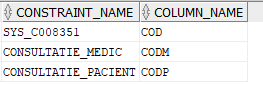 CONSTRAINT_NAME COLUMN_NAME
SYS_C008351 COD
CONSULTATIE_MEDIC CODM
CONSULTATIE_PACIENT CODP